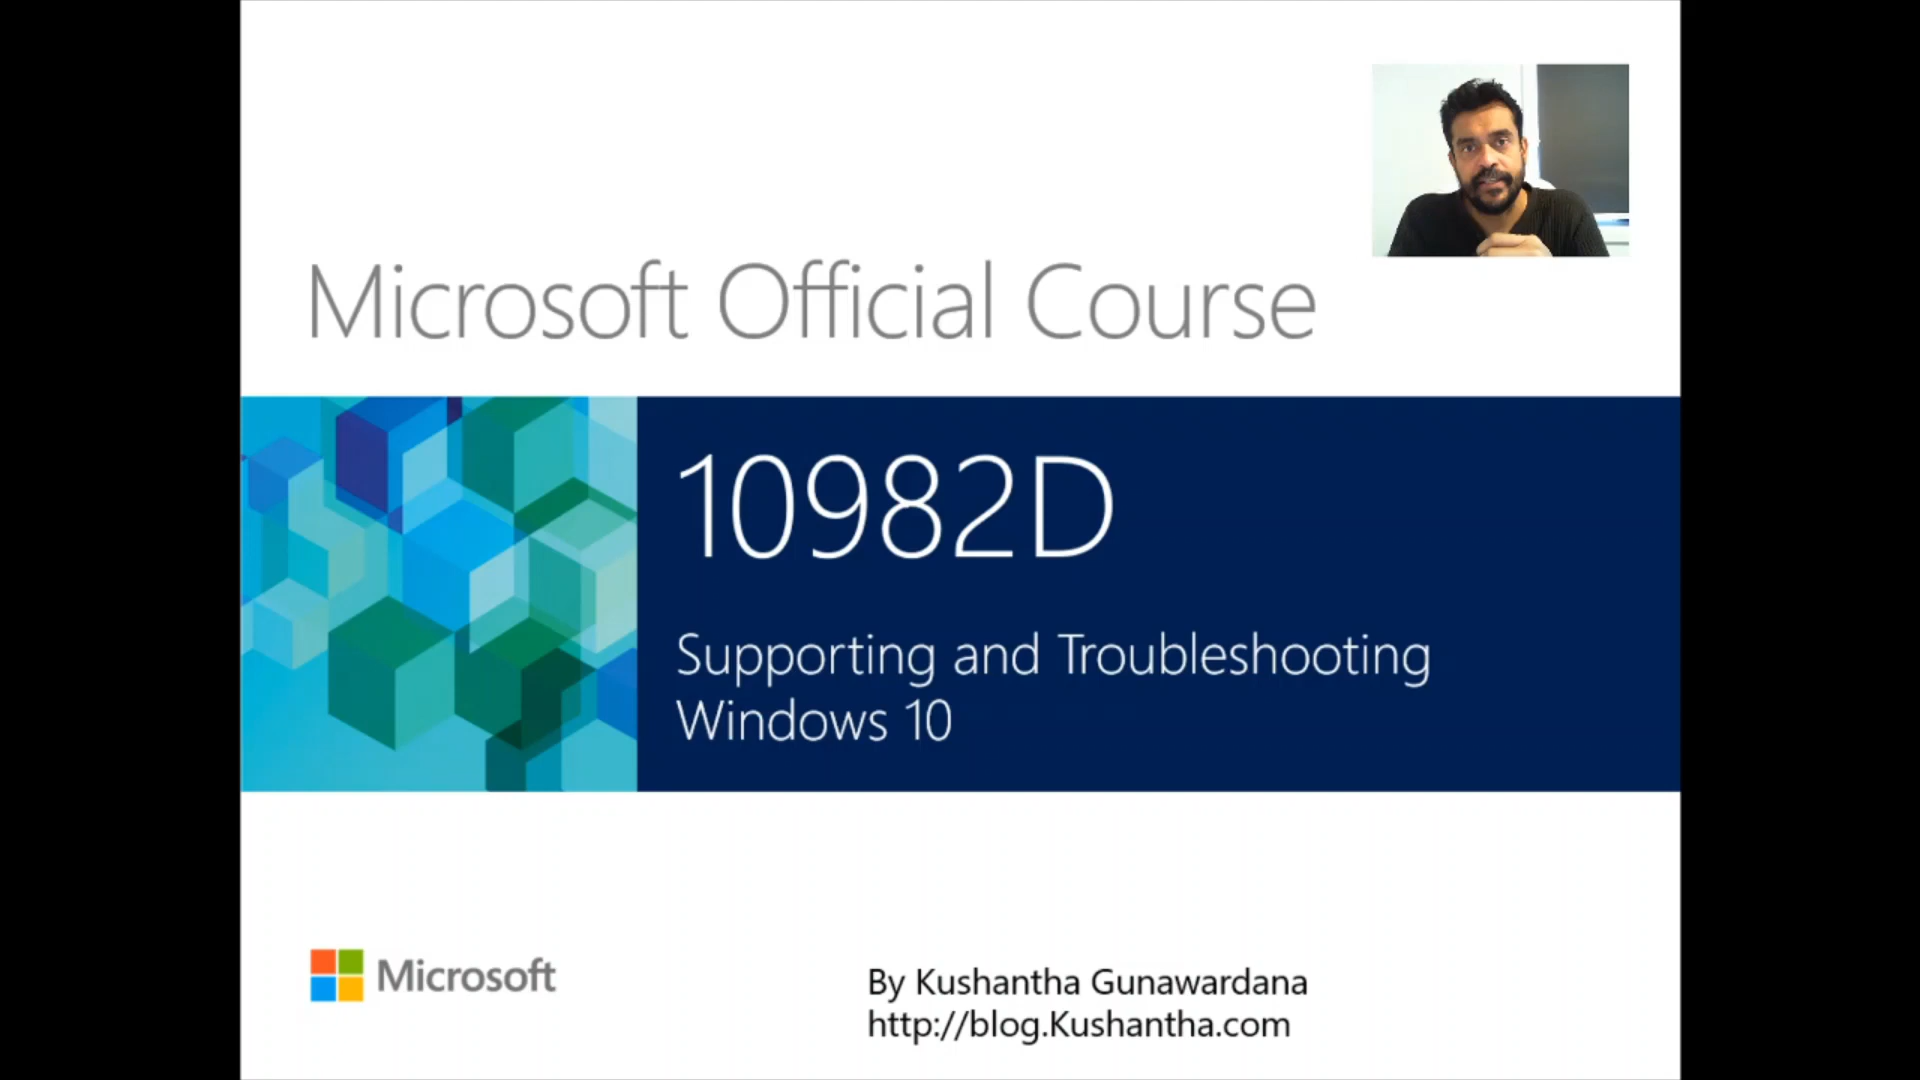 Microsoft Official Course
10982D
Supporting and Troubleshooting
Windows 10
Microsoft
By Kushantha Gunawardana
http://blog.Kushantha.com